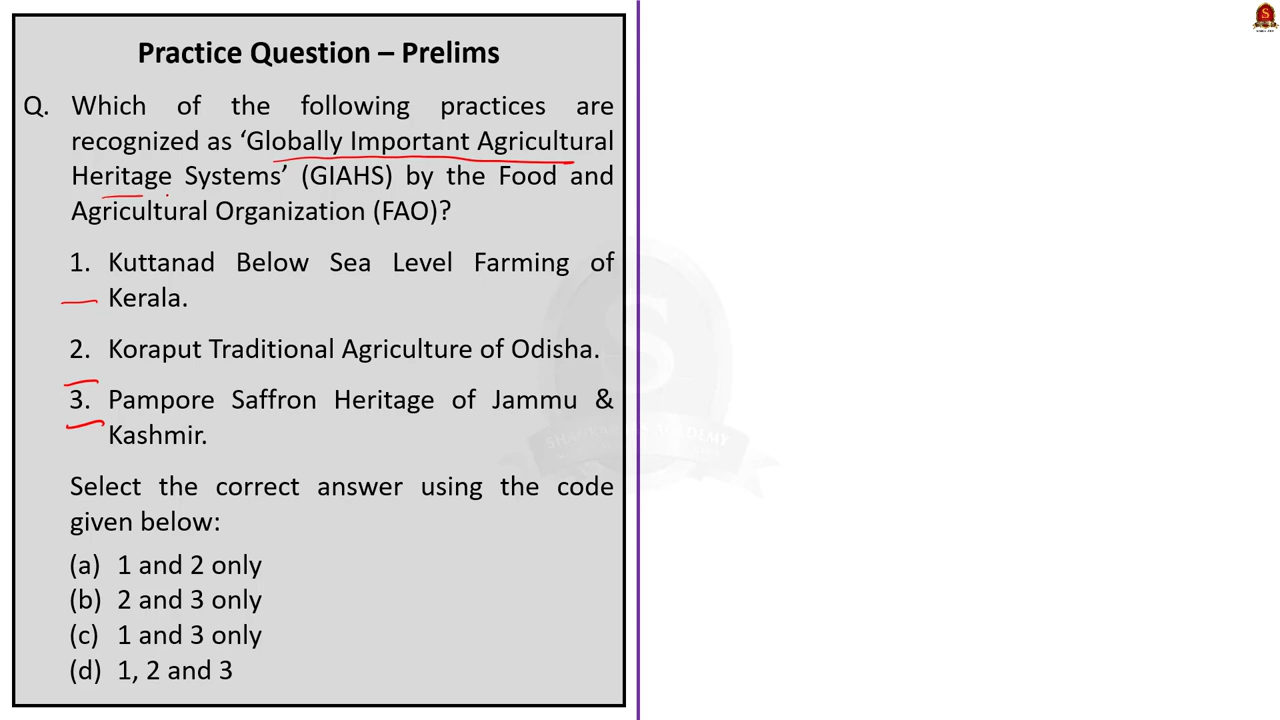 Practice Question – Prelims
Q. Which of the following practices are
recognized as ‘Globally Important Agricultural
Heritage Systems’ (GIAHS) by the Food and
Agricultural Organization (FAO)?
1. Kuttanad Below Sea Level Farming of
Kerala.
2. Koraput Traditional Agriculture of Odisha.
3. Pampore Saffron Heritage of Jammu &
Kashmir.
Select the correct answer using the code
given below:
(a) 1 and 2 only
(b) 2 and 3 only
(c) 1 and 3 only
(d) 1, 2 and 3